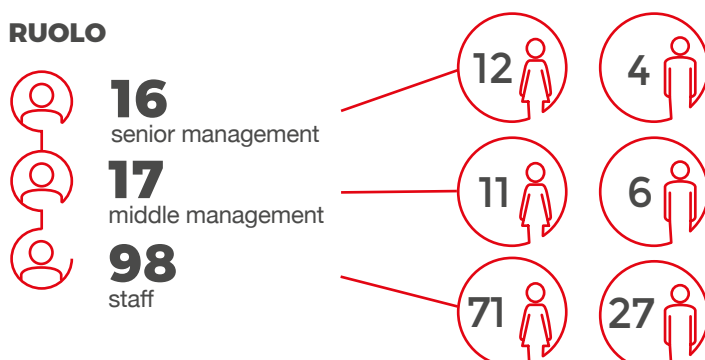 RUOLO
16
senior management
12
4
17
middle management
11
6
98
staff
71
27